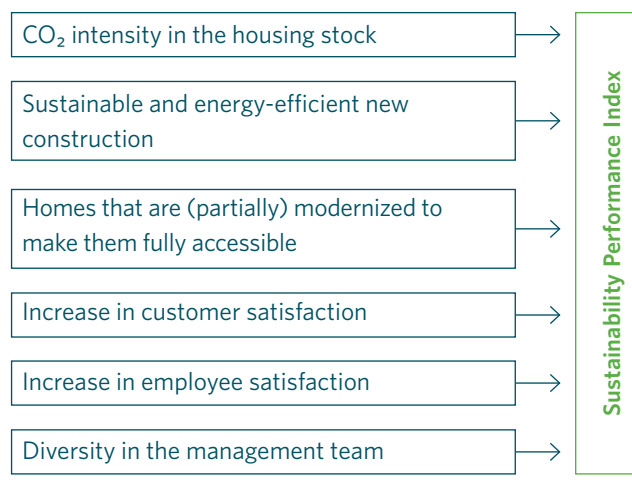 CO₂ intensity in the housing stock
Sustainable and energy-efficient new
construction
Homes that are (partially) modernized to
make them fully accessible
Increase in customer satisfaction
Increase in employee satisfaction
Diversity in the management team
Sustainability Performance Index